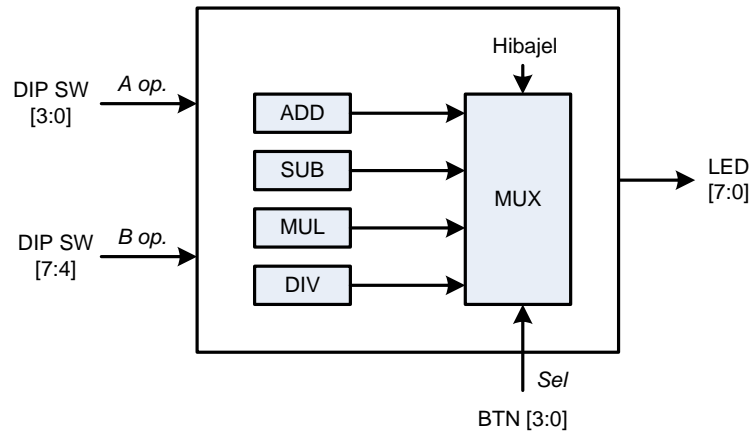 Hibajel
DIP SW
[3:0]
A op.
ADD
SUB
MUL
DIV
MUX
LED
[7:0]
DIP SW
[7:4]
B op.
Sel
BTN [3:0]